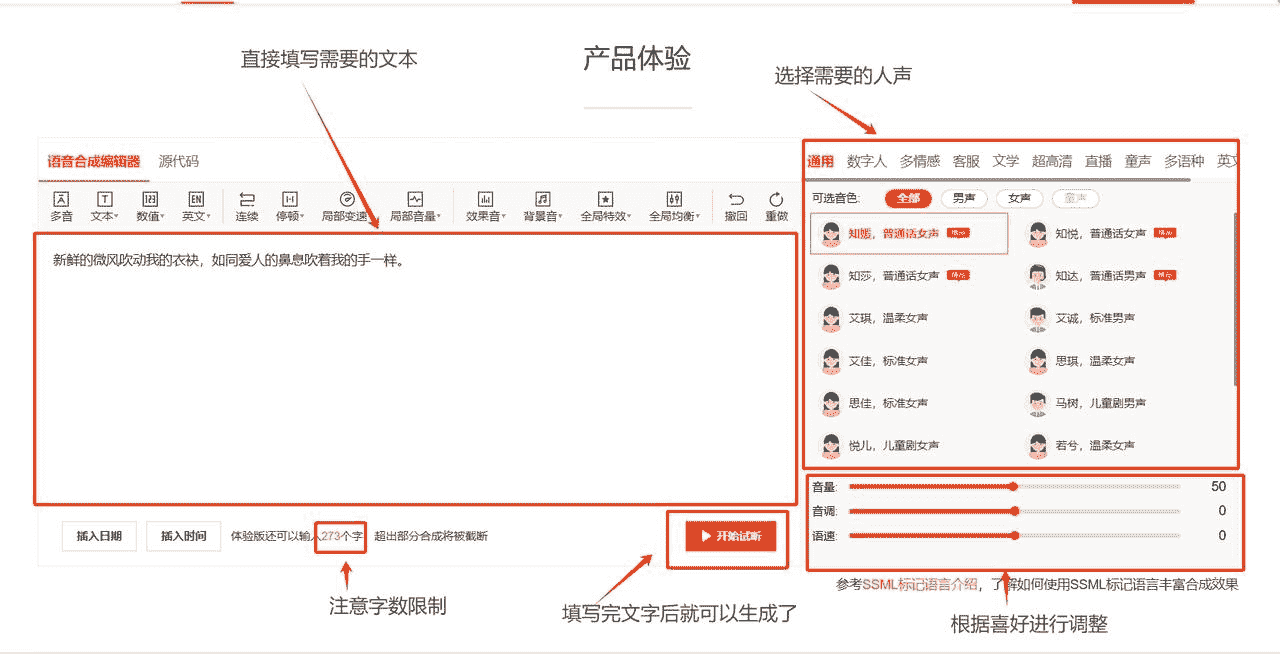 直接填写需要的文本
产品体验
选择需要的人声
语音合成编辑器 源代码
多音 文本 数值 英文 连续 停顿 局部变速 局部音量 效果音 背景音 全局特效 全局均衡 撤回 重做
新鲜的微风吹动我的衣袂，如同爱人的鼻息吹着我的手一样。
通用 数字人 多情感 客服 文学 超高清 直播 童声 多语种 英文
可选音色: 全部 男声 女声 童声
知媛，普通话女声 知悦，普通话女声
知莎，普通话女声 知达，普通话男声
艾琪，温柔女声 艾诚，标准男声
艾佳，标准女声 思琪，温柔女声
思佳，标准女声 马树，儿童剧男声
悦儿，儿童剧女声 若兮，温柔女声
音量: 50
音调: 0
语速: 0
插入日期 插入时间 体验版还可以输入273个字 超出部分合成将被截断 开始试听
参考SSML标记语言介绍，了解如何使用SSML标记语言丰富合成效果
注意字数限制
填写完文字后就可以生成了
根据喜好进行调整